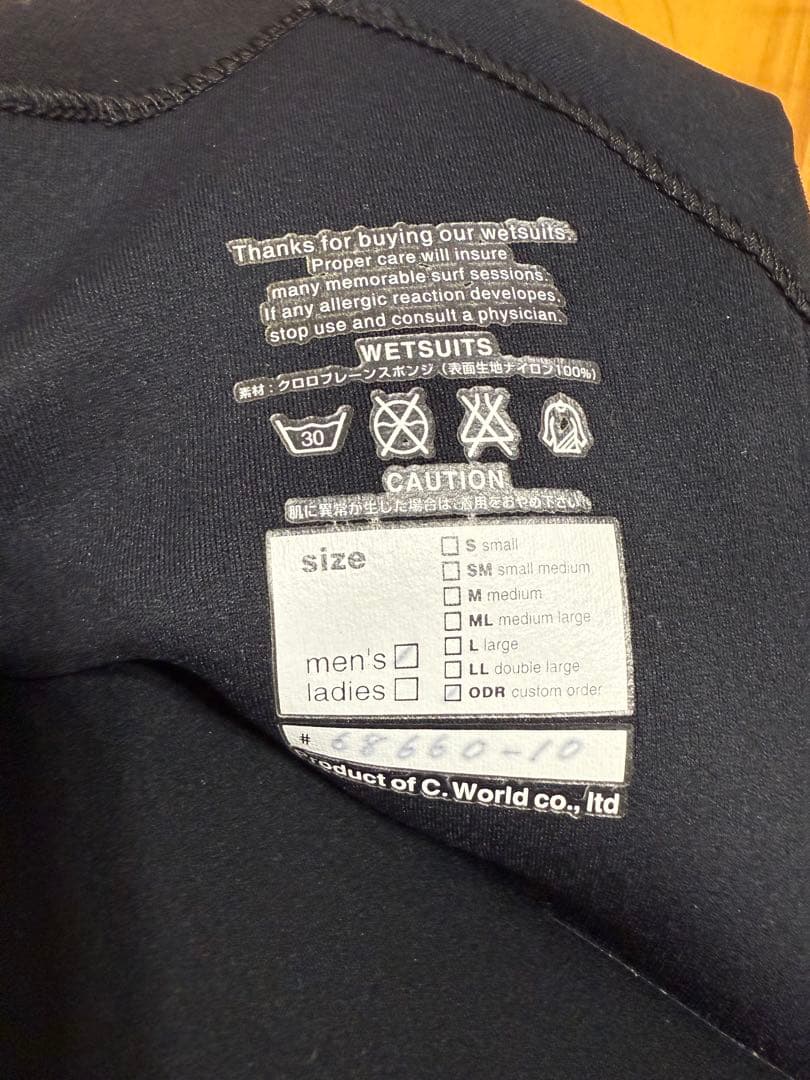 Thanks for buying our wetsuits.
Proper care will insure
many memorable surf sessions.
If any allergic reaction developes,
stop use and consult a physician.
WETSUITS
素材：クロロプレーンスポンジ（表面生地ナイロン100%）
30
CAUTION
肌に異常が生じた場合は、着用をおやめ下さい。
size
S small
SM small medium
M medium
ML medium large
L large
LL double large
ODR custom order
men's
ladies
# 68660-10
Product of C. World co., ltd